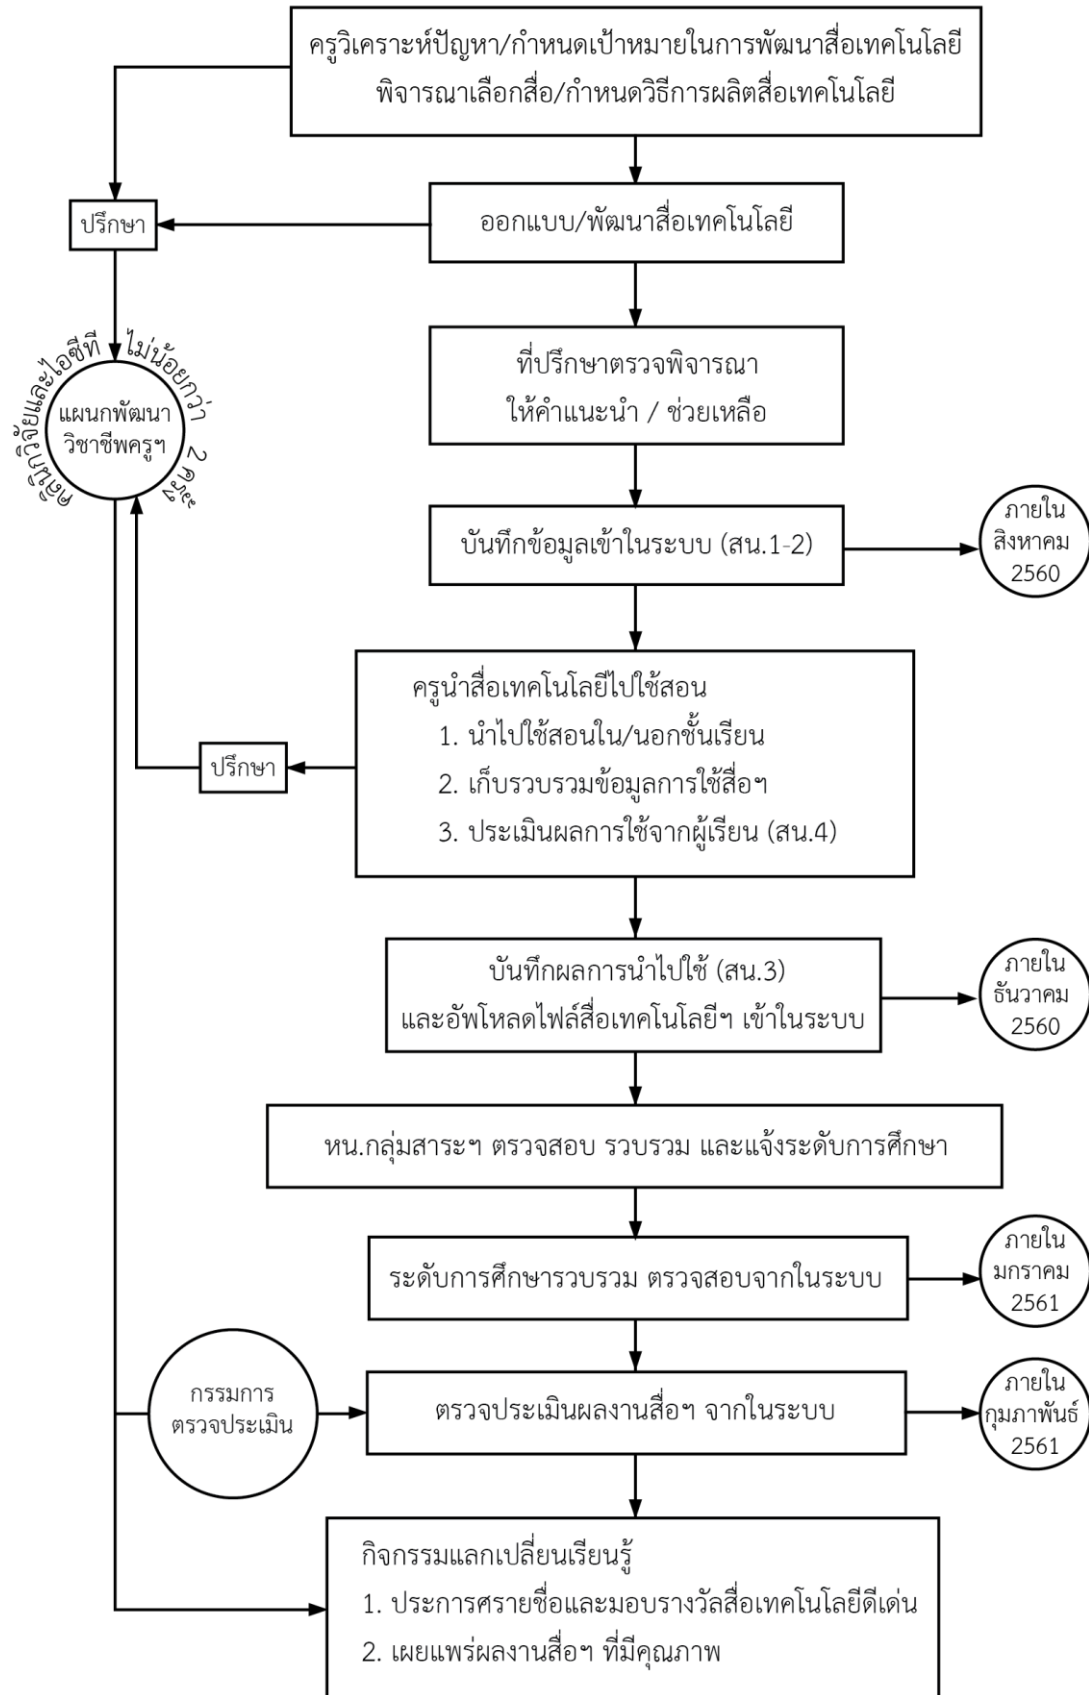 ครูวิเคราะห์ปัญหา/กำหนดเป้าหมายในการพัฒนาสื่อเทคโนโลยี
พิจารณาเลือกสื่อ/กำหนดวิธีการผลิตสื่อเทคโนโลยี
ปรึกษา
ออกแบบ/พัฒนาสื่อเทคโนโลยี
คลีนิกวิจัยและไอซีที ไม่น้อยกว่า 2 ครั้ง
แผนกพัฒนา
วิชาชีพครูฯ
ที่ปรึกษาตรวจพิจารณา
ให้คำแนะนำ / ช่วยเหลือ
บันทึกข้อมูลเข้าในระบบ (สน.1-2)
ภายใน
สิงหาคม
2560
ครูนำสื่อเทคโนโลยีไปใช้สอน
1. นำไปใช้สอนใน/นอกชั้นเรียน
2. เก็บรวบรวมข้อมูลการใช้สื่อฯ
3. ประเมินผลการใช้จากผู้เรียน (สน.4)
ปรึกษา
บันทึกผลการนำไปใช้ (สน.3)
และอัพโหลดไฟล์สื่อเทคโนโลยีฯ เข้าในระบบ
ภายใน
ธันวาคม
2560
หน.กลุ่มสาระฯ ตรวจสอบ รวบรวม และแจ้งระดับการศึกษา
ระดับการศึกษารวบรวม ตรวจสอบจากในระบบ
ภายใน
มกราคม
2561
กรรมการ
ตรวจประเมิน
ตรวจประเมินผลงานสื่อฯ จากในระบบ
ภายใน
กุมภาพันธ์
2561
กิจกรรมแลกเปลี่ยนเรียนรู้
1. ประการศรายชื่อและมอบรางวัลสื่อเทคโนโลยีดีเด่น
2. เผยแพร่ผลงานสื่อฯ ที่มีคุณภาพ